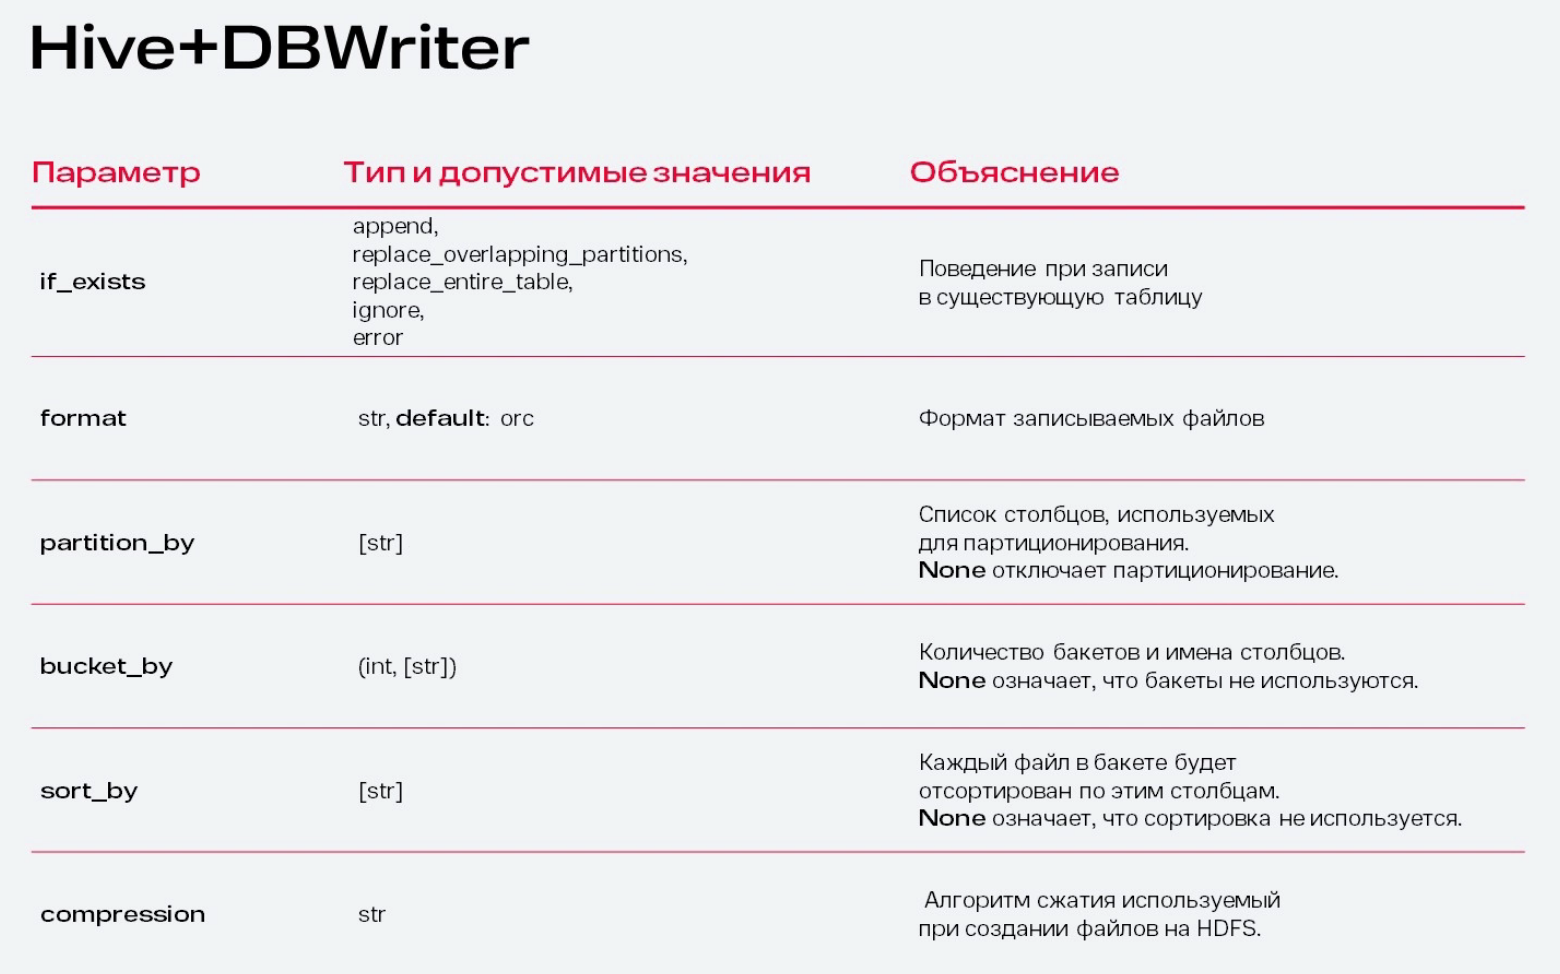 Hive+DBWriter
Параметр Тип и допустимые значения Объяснение
append,
replace_overlapping_partitions,
if_exists replace_entire_table,
ignore,
error
Поведение при записи
в существующую таблицу
format str, default: orc Формат записываемых файлов
partition_by [str]
Список столбцов, используемых
для партиционирования.
None отключает партиционирование.
bucket_by (int, [str])
Количество бакетов и имена столбцов.
None означает, что бакеты не используются.
sort_by [str]
Каждый файл в бакете будет
отсортирован по этим столбцам.
None означает, что сортировка не используется.
compression str
Алгоритм сжатия используемый
при создании файлов на HDFS.